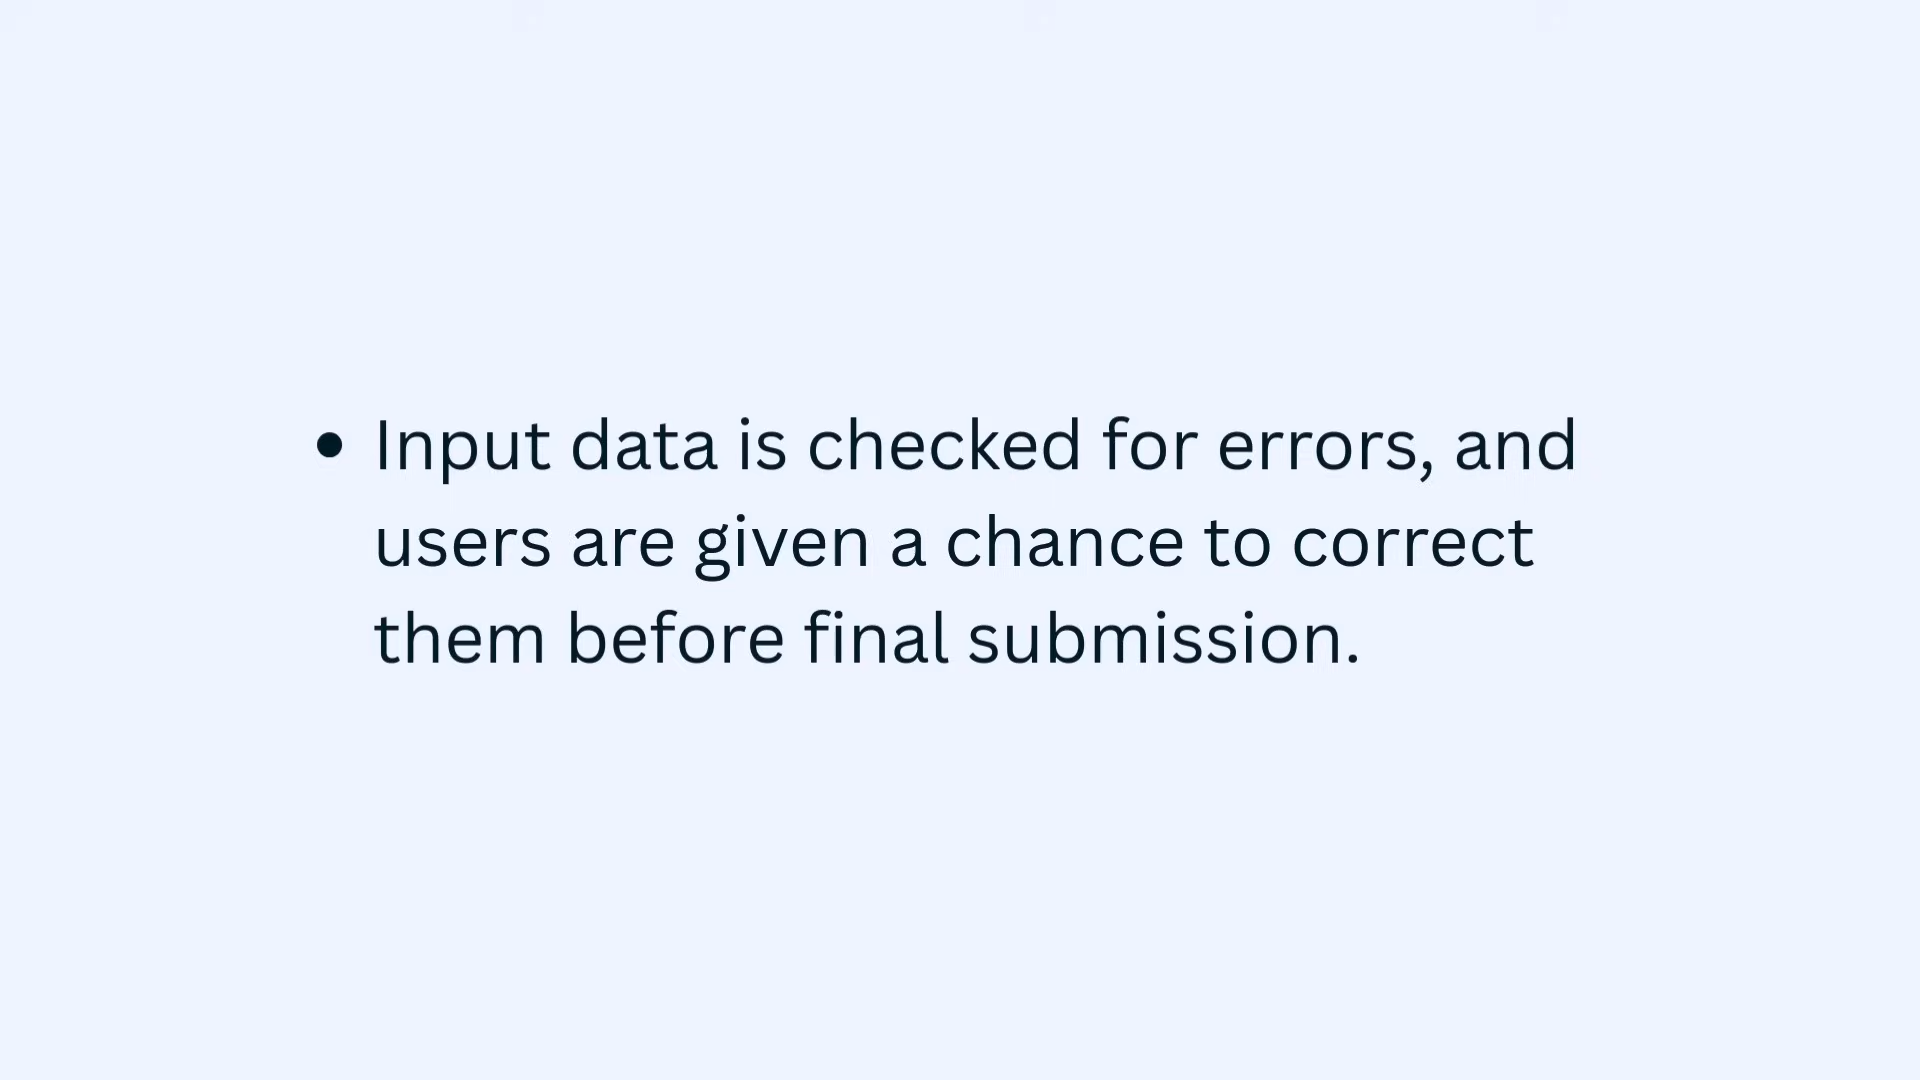 • Input data is checked for errors, and
users are given a chance to correct
them before final submission.